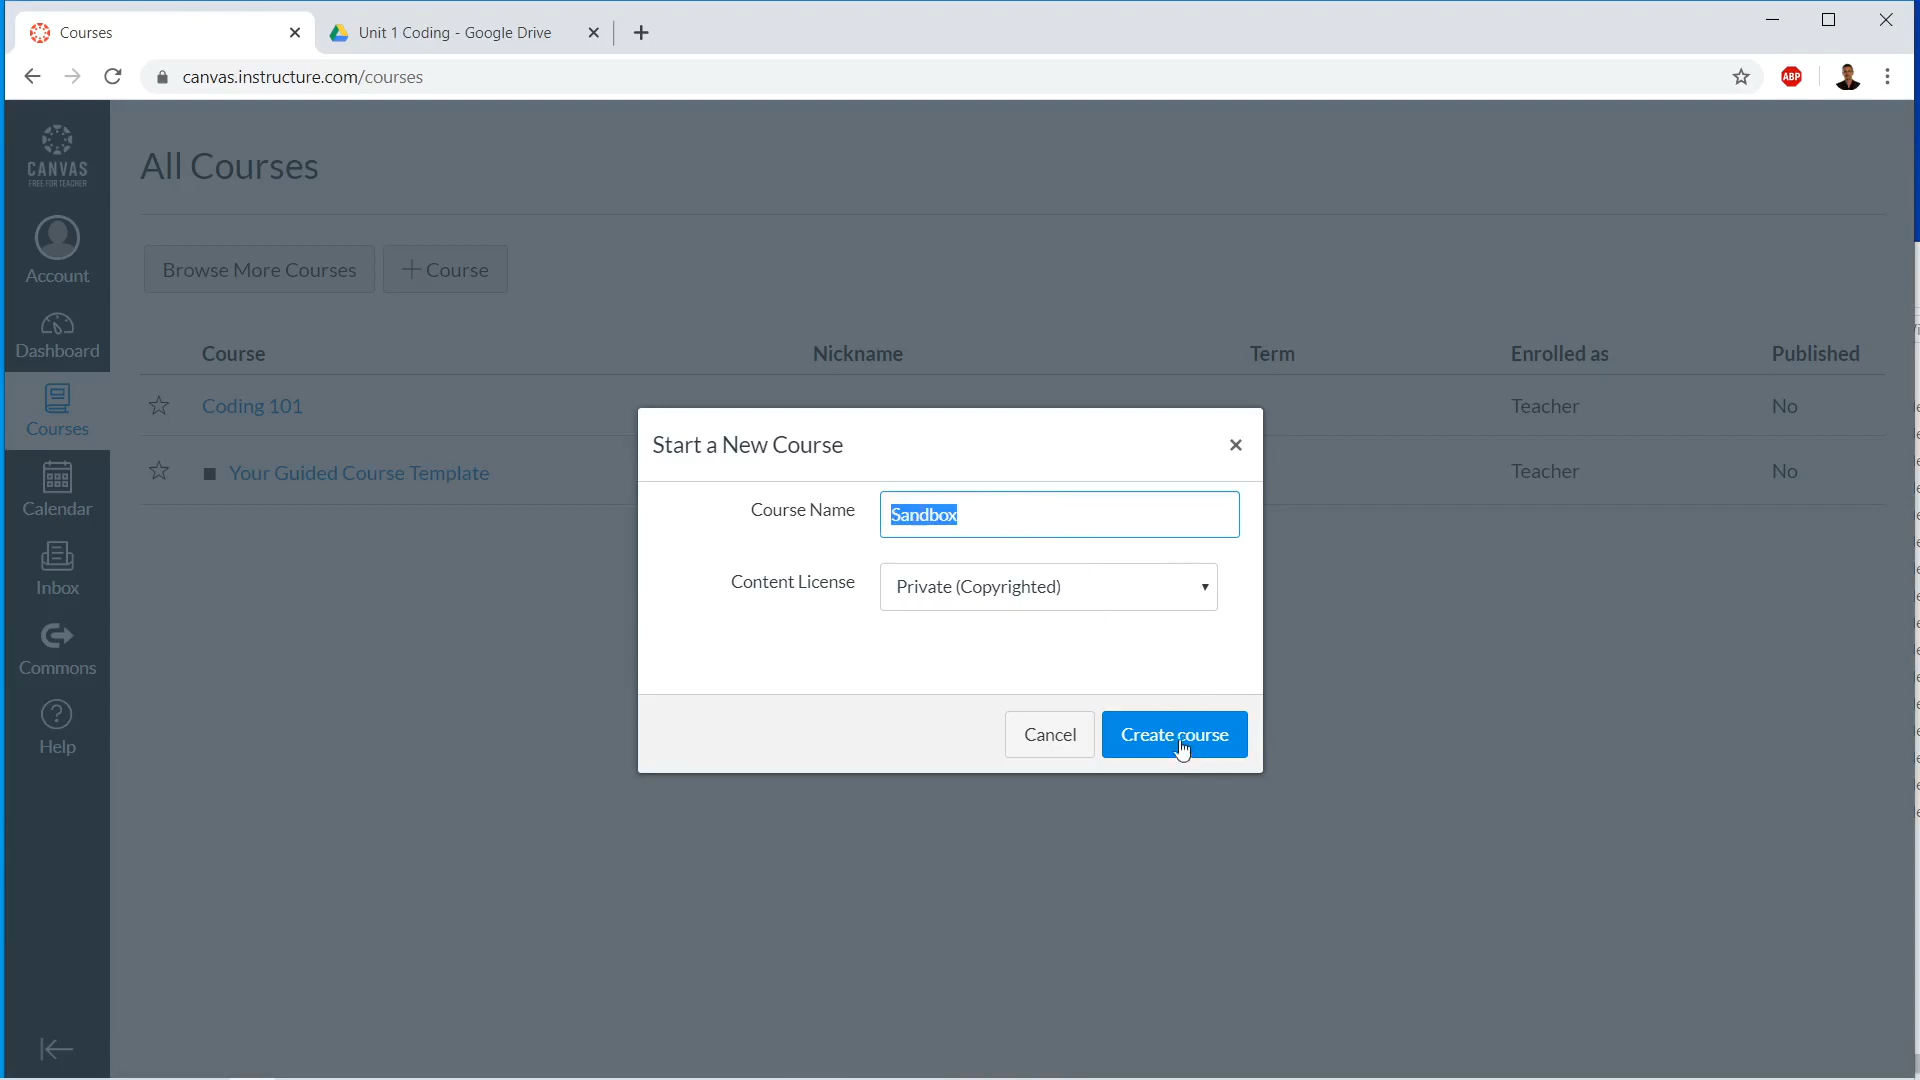 Courses
Unit 1 Coding - Google Drive
canvas.instructure.com/courses
ABP
CANVAS
FREE FOR TEACHER
Account
Dashboard
Courses
Calendar
Inbox
Commons
Help
All Courses
Browse More Courses
+ Course
Course Nickname Term Enrolled as Published
Coding 101 Teacher No
Your Guided Course Template Teacher No
Start a New Course
Course Name Sandbox
Content License Private (Copyrighted)
Cancel Create course